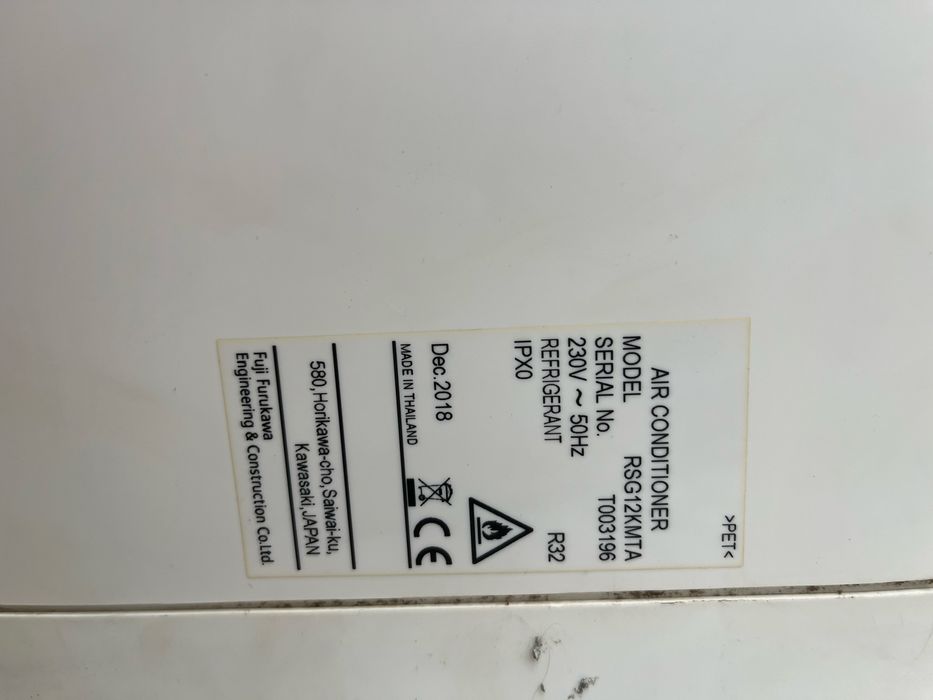 >PET<
AIR CONDITIONER
MODEL RSG12KMTA
SERIAL No. T003196
230V ~ 50Hz
REFRIGERANT R32
IPX0
Dec.2018
MADE IN THAILAND
CE
580,Horikawa-cho,Saiwai-ku,
Kawasaki,JAPAN
Fuji Furukawa
Engineering & Construction Co.Ltd.